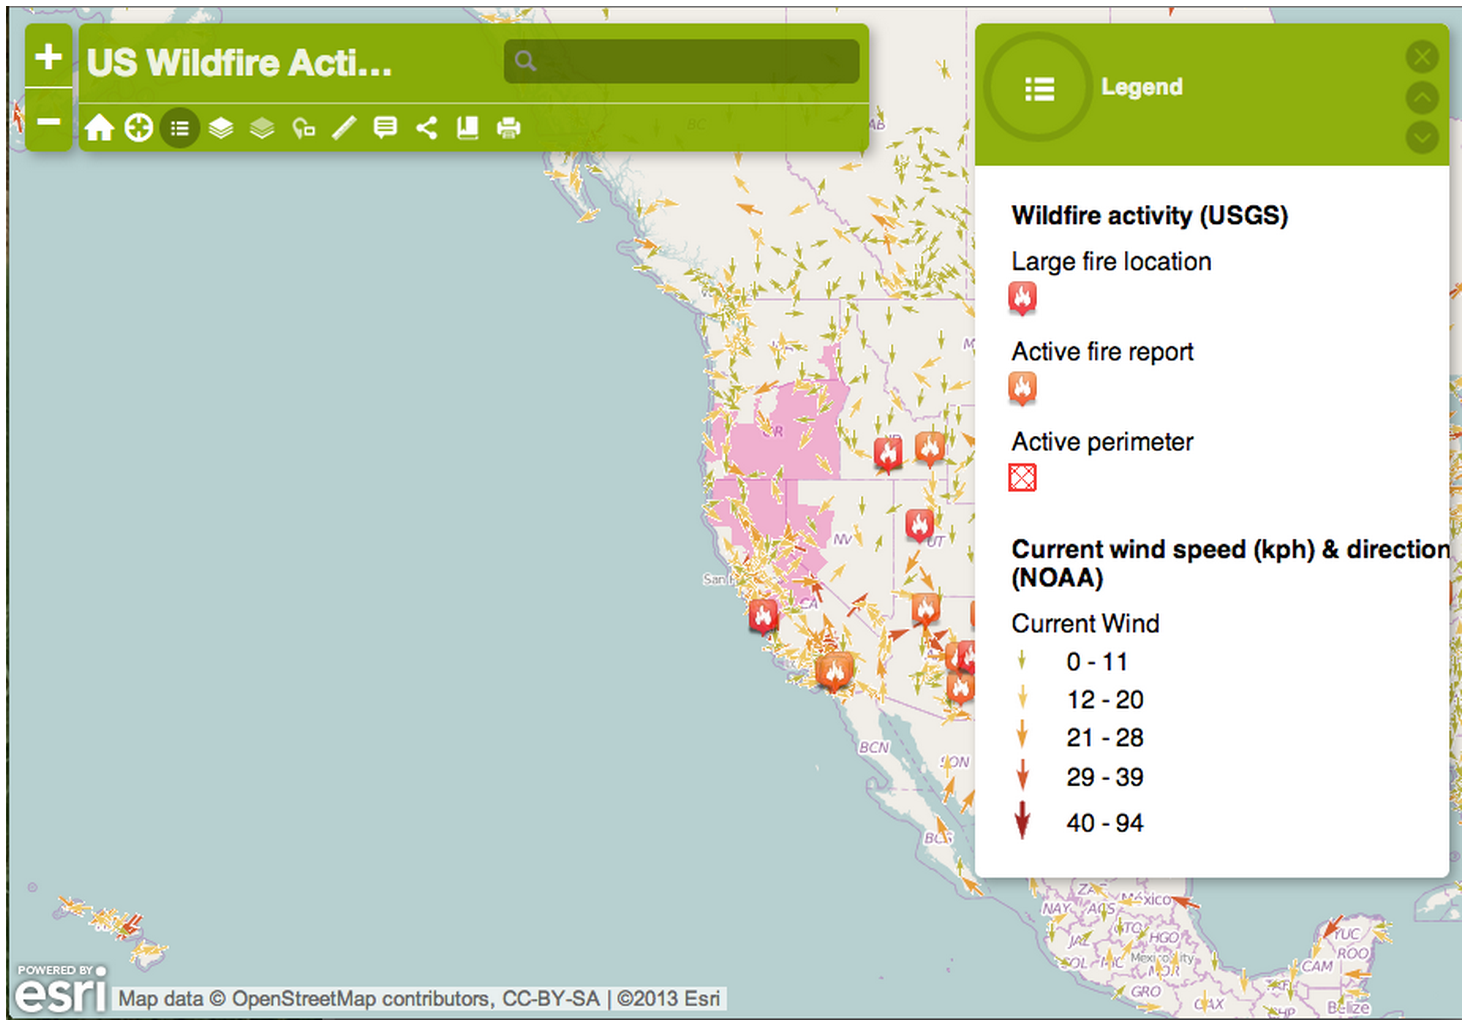 US Wildfire Acti...
Legend
Wildfire activity (USGS)
Large fire location
Active fire report
Active perimeter
Current wind speed (kph) & direction
(NOAA)
Current Wind
0 - 11
12 - 20
21 - 28
29 - 39
40 - 94
BC
AB
OR
NV
UT
San F
CA
BCN
SON
BCS
México
NAY
AGS
GTO
HGO
YUC
JAL
ROO
COL
MIC
Mexico City
MOR
CAM
GRO
OAX
CHP
Belize
POWERED BY
esri
Map data © OpenStreetMap contributors, CC-BY-SA | ©2013 Esri